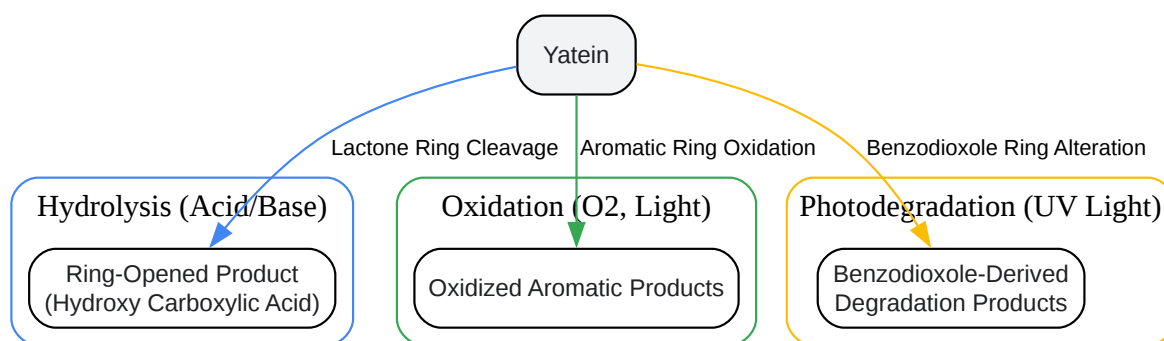 Yatein
Lactone Ring Cleavage
Aromatic Ring Oxidation
Benzodioxole Ring Alteration
Hydrolysis (Acid/Base)
Oxidation (O2, Light)
Photodegradation (UV Light)
Ring-Opened Product
(Hydroxy Carboxylic Acid)
Oxidized Aromatic Products
Benzodioxole-Derived
Degradation Products